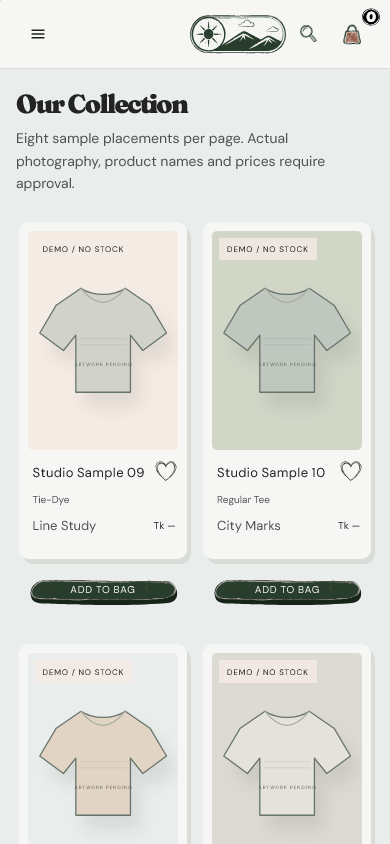 0
Our Collection
Eight sample placements per page. Actual
photography, product names and prices require
approval.
DEMO / NO STOCK
DEMO / NO STOCK
ARTWORK PENDING
ARTWORK PENDING
Studio Sample 09
Studio Sample 10
Tie-Dye
Regular Tee
Line Study
Tk —
City Marks
Tk —
ADD TO BAG
ADD TO BAG
DEMO / NO STOCK
DEMO / NO STOCK
ARTWORK PENDING
ARTWORK PENDING